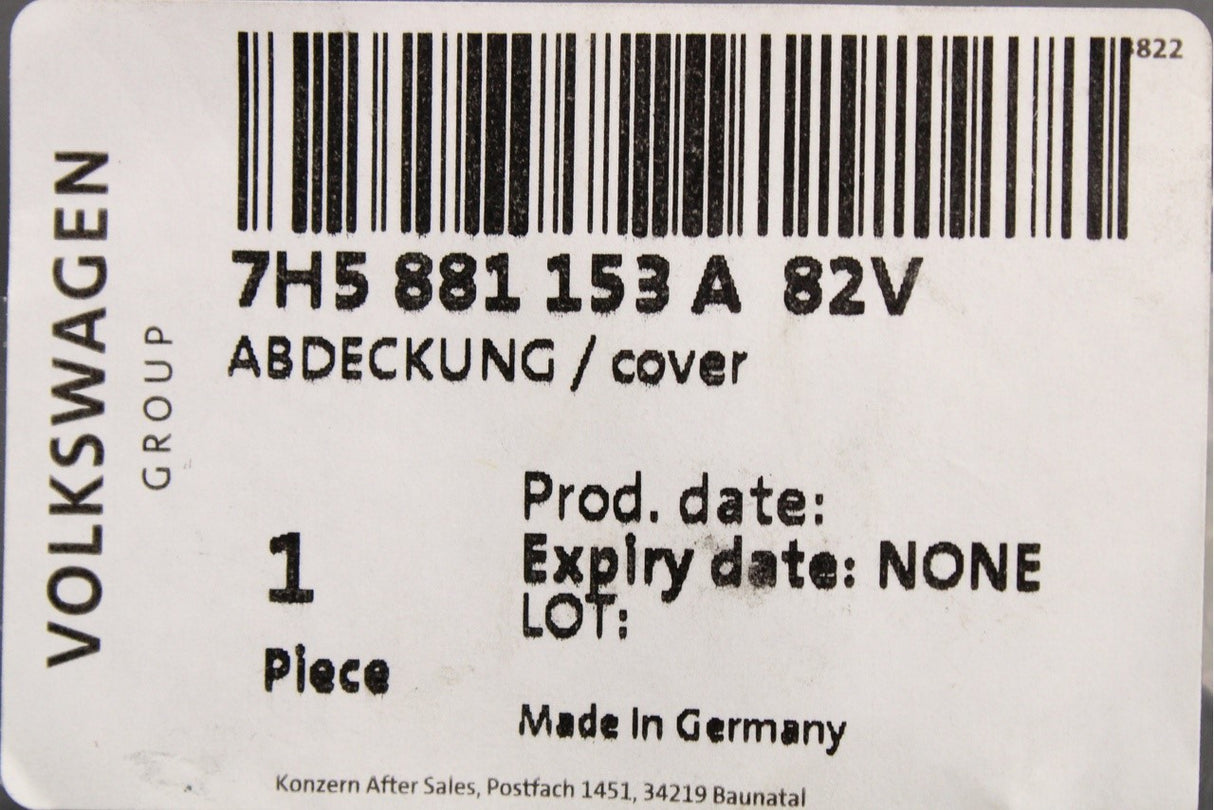 822
7H5 881 153 A 82V
ABDECKUNG / cover
VOLKSWAGEN
GROUP
Prod. date:
Expiry date: NONE
LOT:
1
Piece
Made In Germany
Konzern After Sales, Postfach 1451, 34219 Baunatal